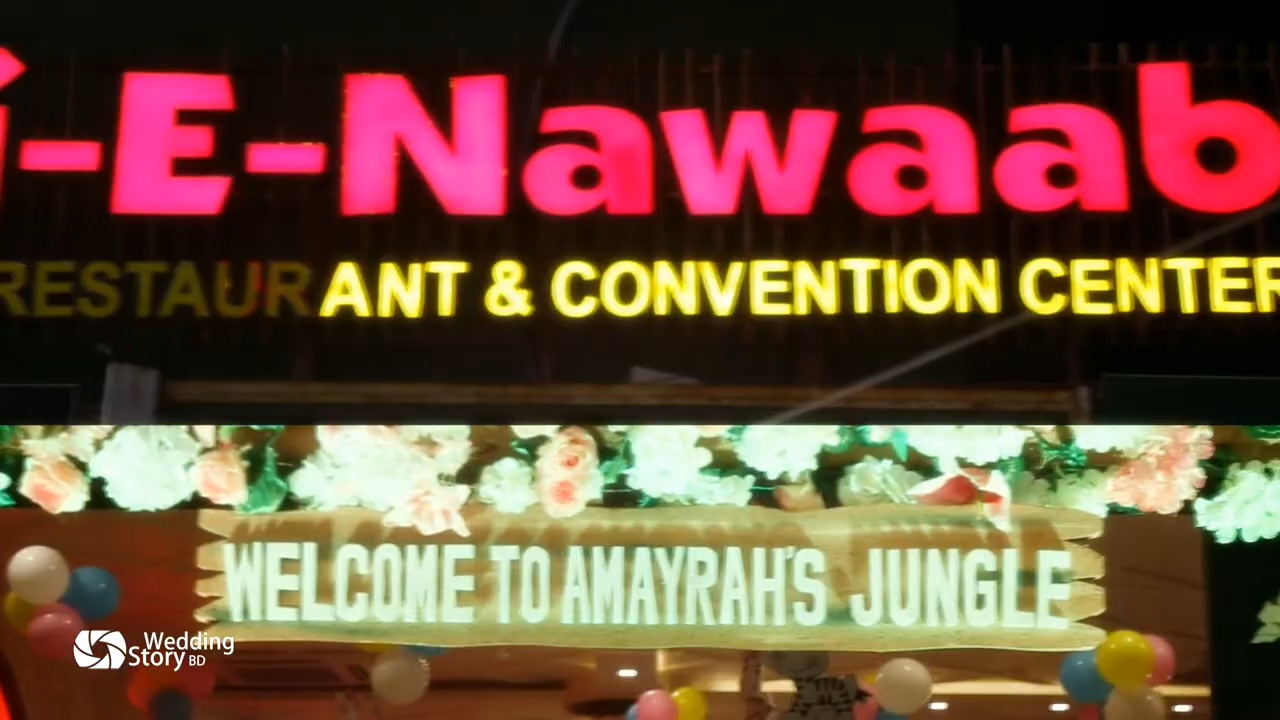 -E-Nawaab
RESTAURANT & CONVENTION CENTER
WELCOME TO AMAYRAH'S JUNGLE
Wedding
Story BD